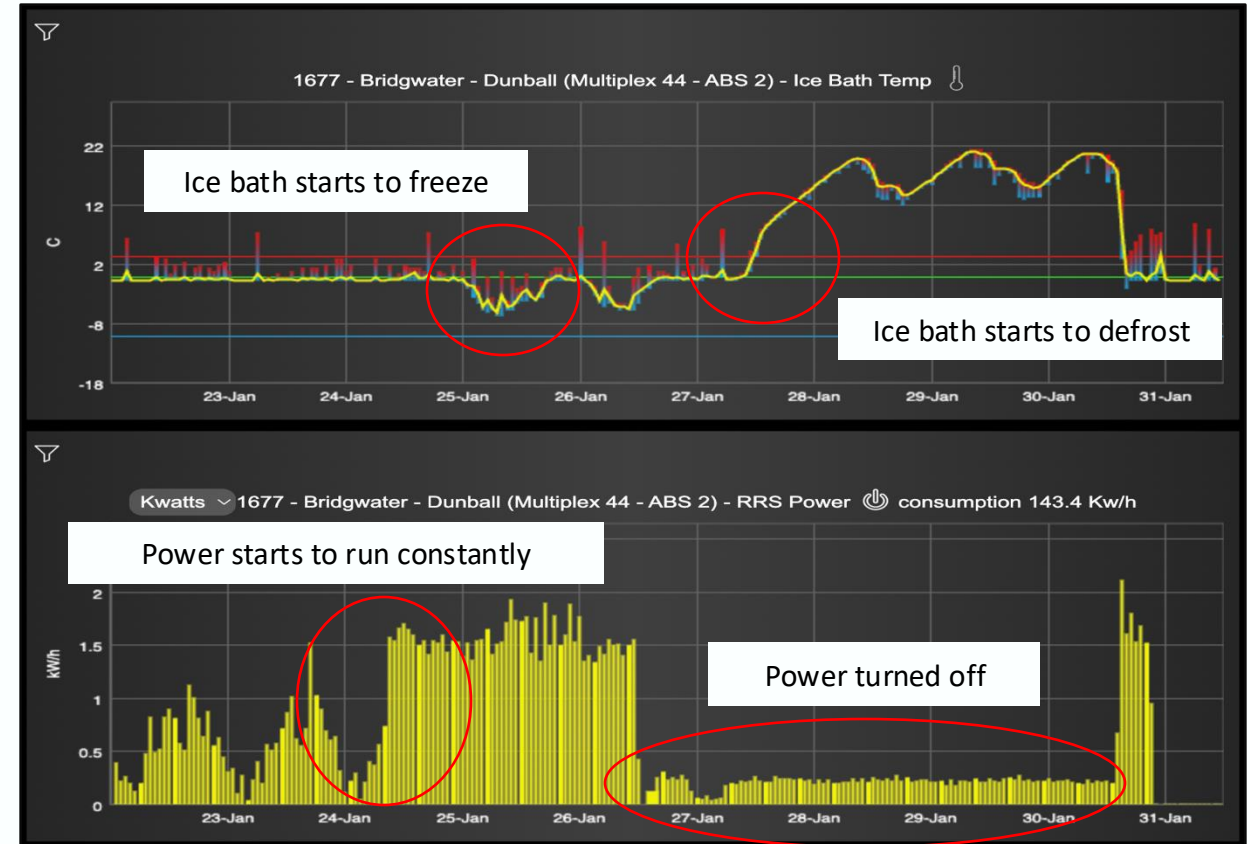 1677 - Bridgwater - Dunball (Multiplex 44 - ABS 2) - Ice Bath Temp
22
Ice bath starts to freeze
12
C
2
Ice bath starts to defrost
-8
-18
23-Jan 24-Jan 25-Jan 26-Jan 27-Jan 28-Jan 29-Jan 30-Jan 31-Jan
Kwatts 1677 - Bridgwater - Dunball (Multiplex 44 - ABS 2) - RRS Power consumption 143.4 Kw/h
Power starts to run constantly
2
kW/h
1.5
Power turned off
1
0.5
0
23-Jan 24-Jan 25-Jan 26-Jan 27-Jan 28-Jan 29-Jan 30-Jan 31-Jan